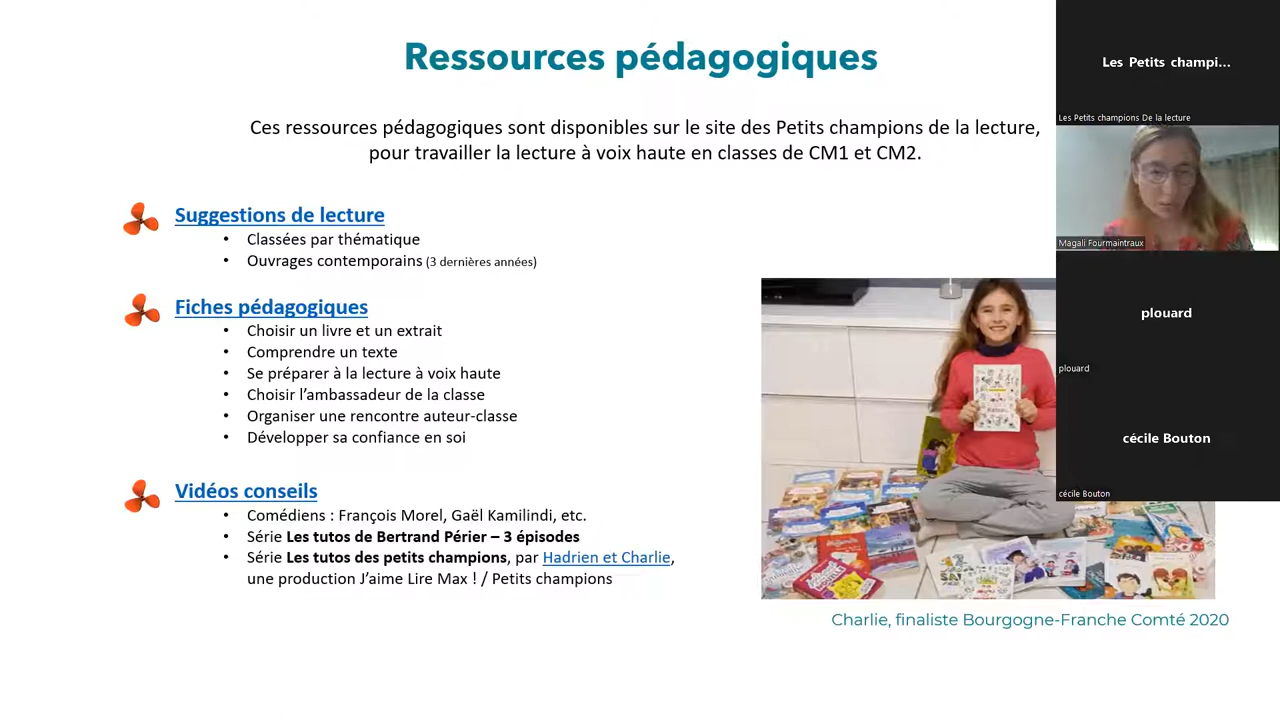 Ressources pédagogiques
Ces ressources pédagogiques sont disponibles sur le site des Petits champions de la lecture,
pour travailler la lecture à voix haute en classes de CM1 et CM2.
Suggestions de lecture
• Classées par thématique
• Ouvrages contemporains (3 dernières années)
Fiches pédagogiques
• Choisir un livre et un extrait
• Comprendre un texte
• Se préparer à la lecture à voix haute
• Choisir l’ambassadeur de la classe
• Organiser une rencontre auteur-classe
• Développer sa confiance en soi
Vidéos conseils
• Comédiens : François Morel, Gaël Kamilindi, etc.
• Série Les tutos de Bertrand Périer – 3 épisodes
• Série Les tutos des petits champions, par Hadrien et Charlie,
une production J’aime Lire Max ! / Petits champions
Charlie, finaliste Bourgogne-Franche Comté 2020
Les Petits champi...
Les Petits champions De la lecture
Magali Fourmaintraux
plouard
plouard
cécile Bouton
cécile Bouton